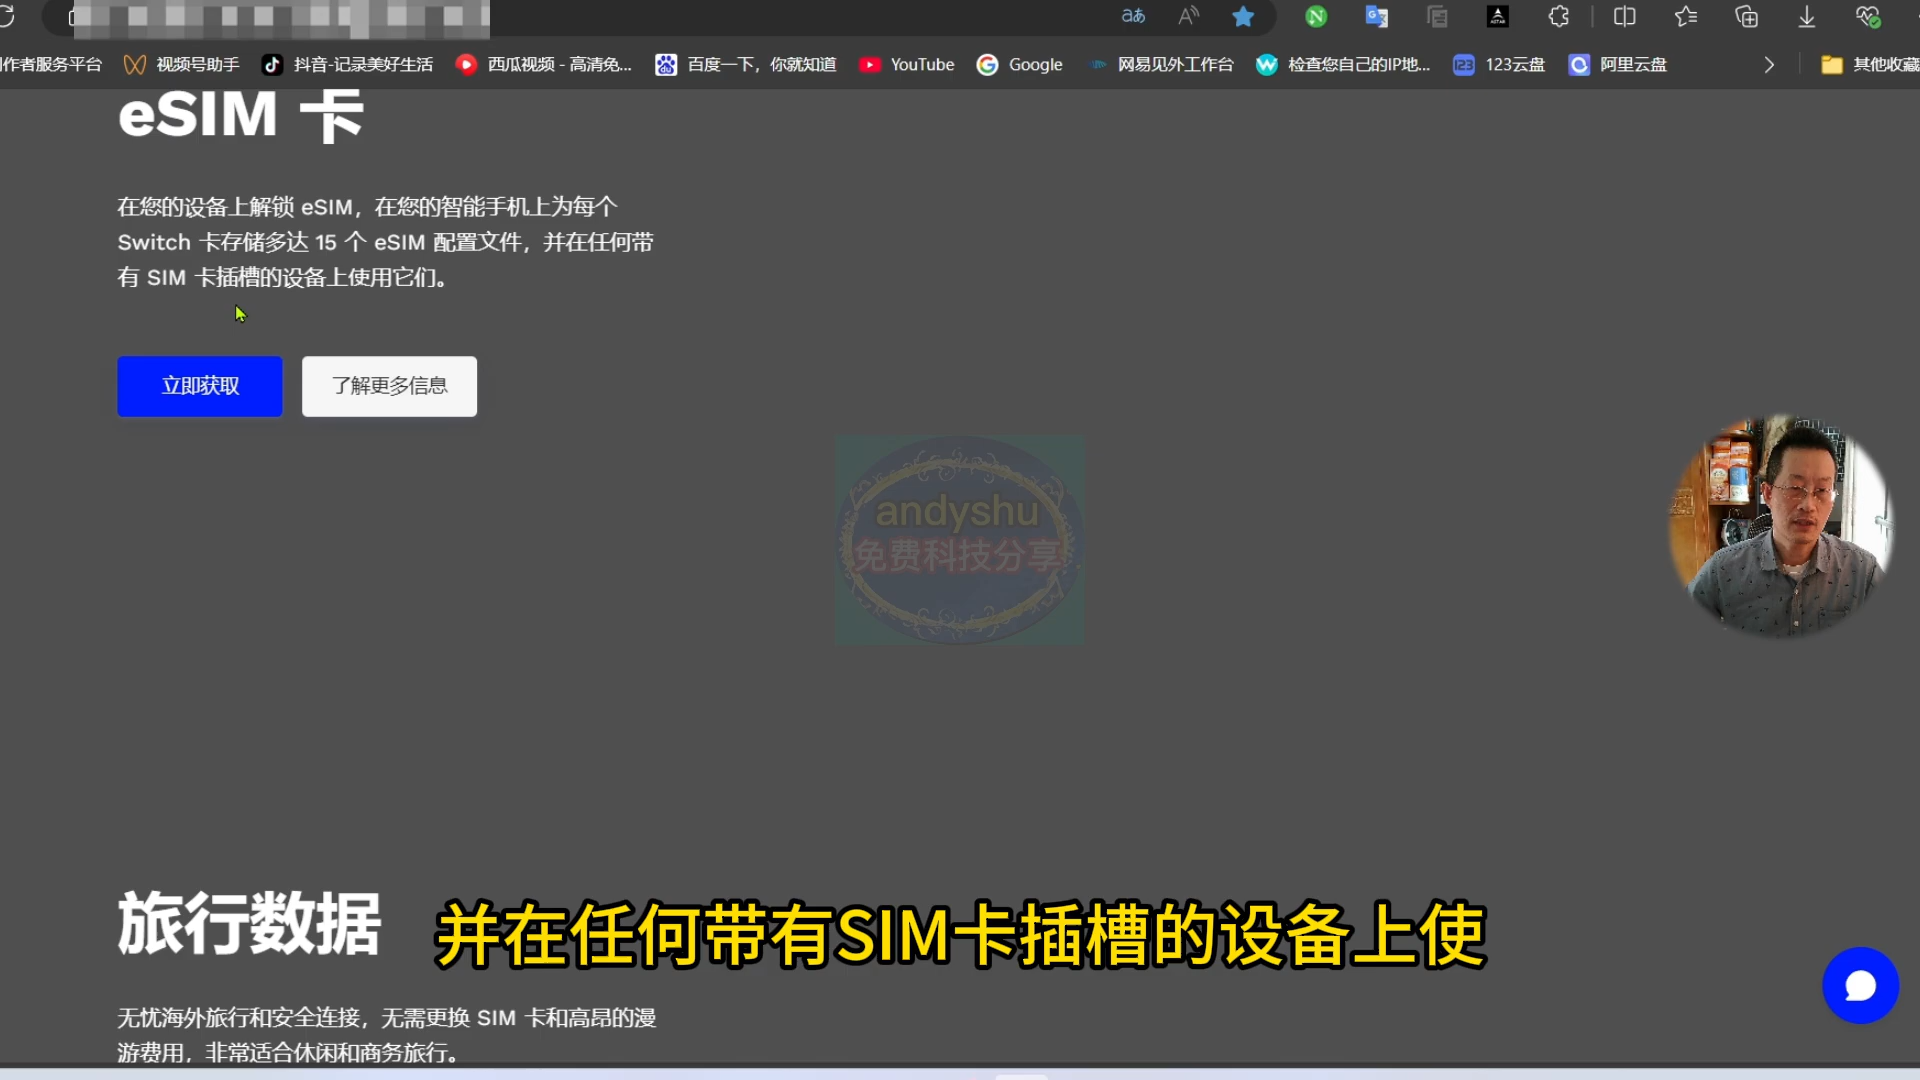 作者服务平台
视频号助手
抖音-记录美好生活
西瓜视频 - 高清免...
百度一下，你就知道
YouTube
Google
网易见外工作台
检查您自己的IP地...
123云盘
阿里云盘
其他收藏
eSIM 卡
在您的设备上解锁 eSIM，在您的智能手机上为每个
Switch 卡存储多达 15 个 eSIM 配置文件，并在任何带
有 SIM 卡插槽的设备上使用它们。
立即获取
了解更多信息
andyshu
免费科技分享
旅行数据
并在任何带有SIM卡插槽的设备上使
无忧海外旅行和安全连接，无需更换 SIM 卡和高昂的漫
游费用，非常适合休闲和商务旅行。